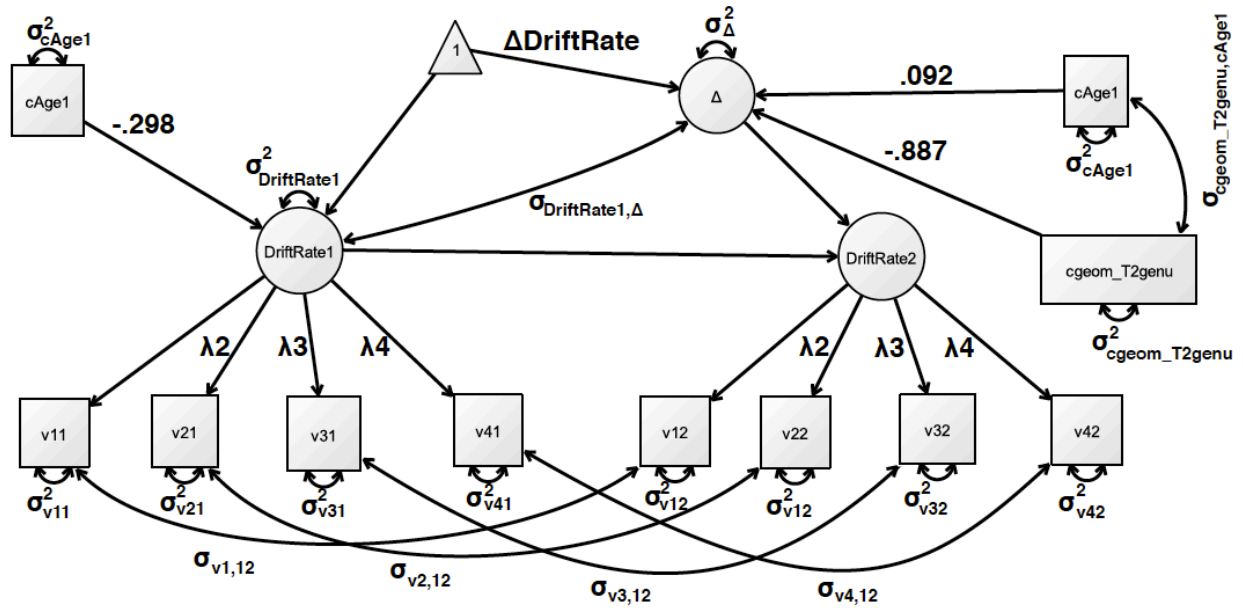 σ²cAge1
cAge1
-.298
1
ΔDriftRate
σ²Δ
Δ
.092
cAge1
σ²cAge1
σcgeom_T2genu,cAge1
-.887
σ²DriftRate1
σDriftRate1,Δ
DriftRate1
DriftRate2
cgeom_T2genu
σ²cgeom_T2genu
λ2 λ3 λ4 λ2 λ3 λ4
v11 v21 v31 v41 v12 v22 v32 v42
σ²v11 σ²v21 σ²v31 σ²v41 σ²v12 σ²v12 σ²v32 σ²v42
σv1,12 σv2,12 σv3,12 σv4,12